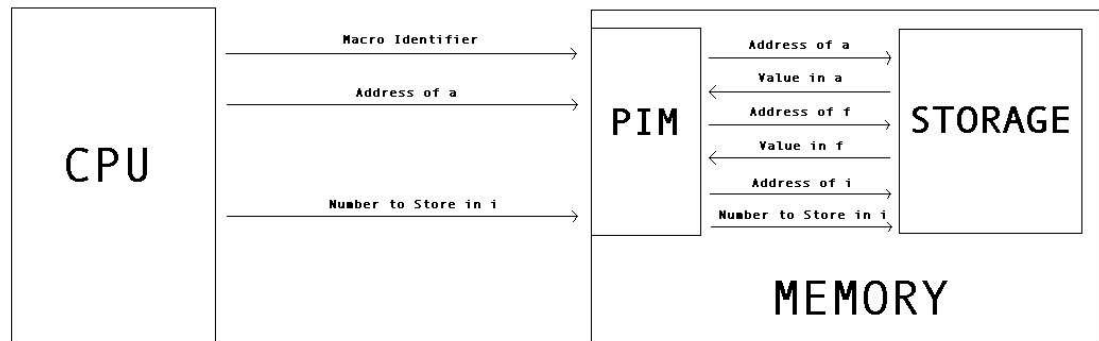 Macro Identifier
Address of a
Number to Store in i
CPU
Address of a
Value in a
Address of f
Value in f
Address of i
Number to Store in i
PIM
STORAGE
MEMORY